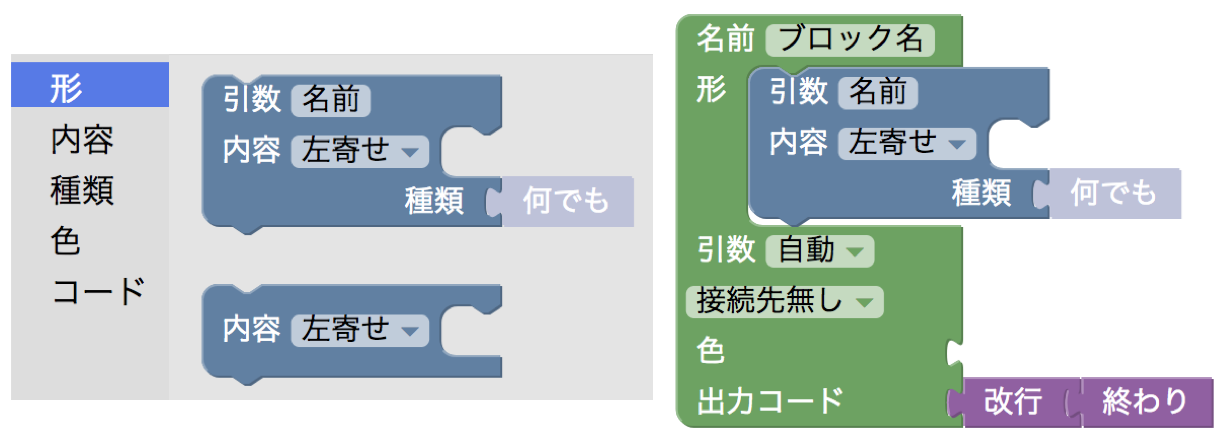 形
内容
種類
色
コード
引数 名前
内容 左寄せ
種類 何でも
内容 左寄せ
名前 ブロック名
形 引数 名前
内容 左寄せ
種類 何でも
引数 自動
接続先無し
色
出力コード 改行 終わり